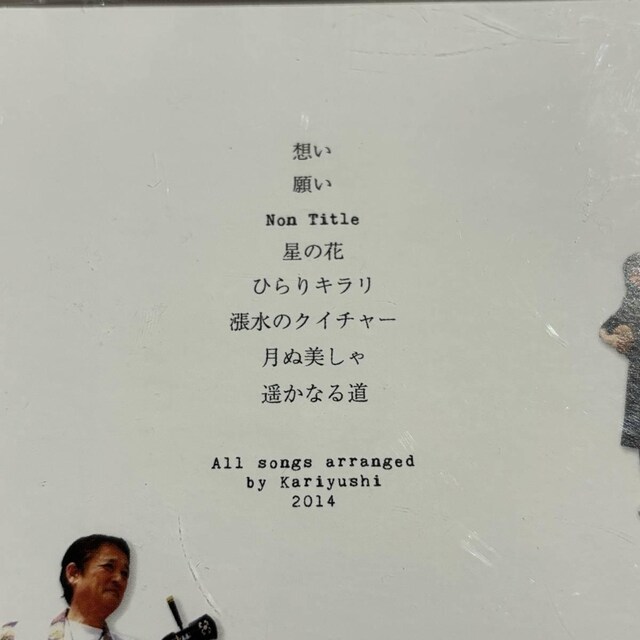 想い
願い
Non Title
星の花
ひらりキラリ
漲水のクイチャー
月ぬ美しゃ
遥かなる道
All songs arranged
by Kariyushi
2014